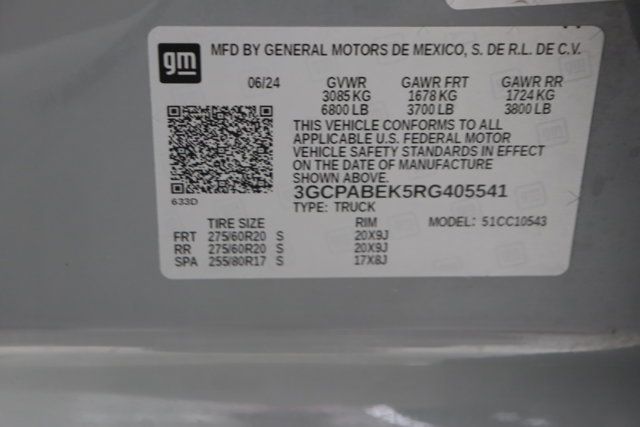 gm
MFD BY GENERAL MOTORS DE MEXICO, S. DE R.L. DE C.V.
06/24 GVWR GAWR FRT GAWR RR
3085 KG 1678 KG 1724 KG
6800 LB 3700 LB 3800 LB
THIS VEHICLE CONFORMS TO ALL
APPLICABLE U.S. FEDERAL MOTOR
VEHICLE SAFETY STANDARDS IN EFFECT
ON THE DATE OF MANUFACTURE
SHOWN ABOVE.
633D
3GCPABEK5RG405541
TYPE: TRUCK
TIRE SIZE RIM MODEL: 51CC10543
FRT 275/60R20 S 20X9J
RR 275/60R20 S 20X9J
SPA 255/80R17 S 17X8J